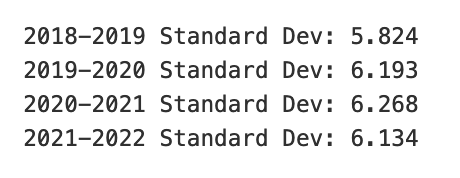 2018-2019 Standard Dev: 5.824
2019-2020 Standard Dev: 6.193
2020-2021 Standard Dev: 6.268
2021-2022 Standard Dev: 6.134